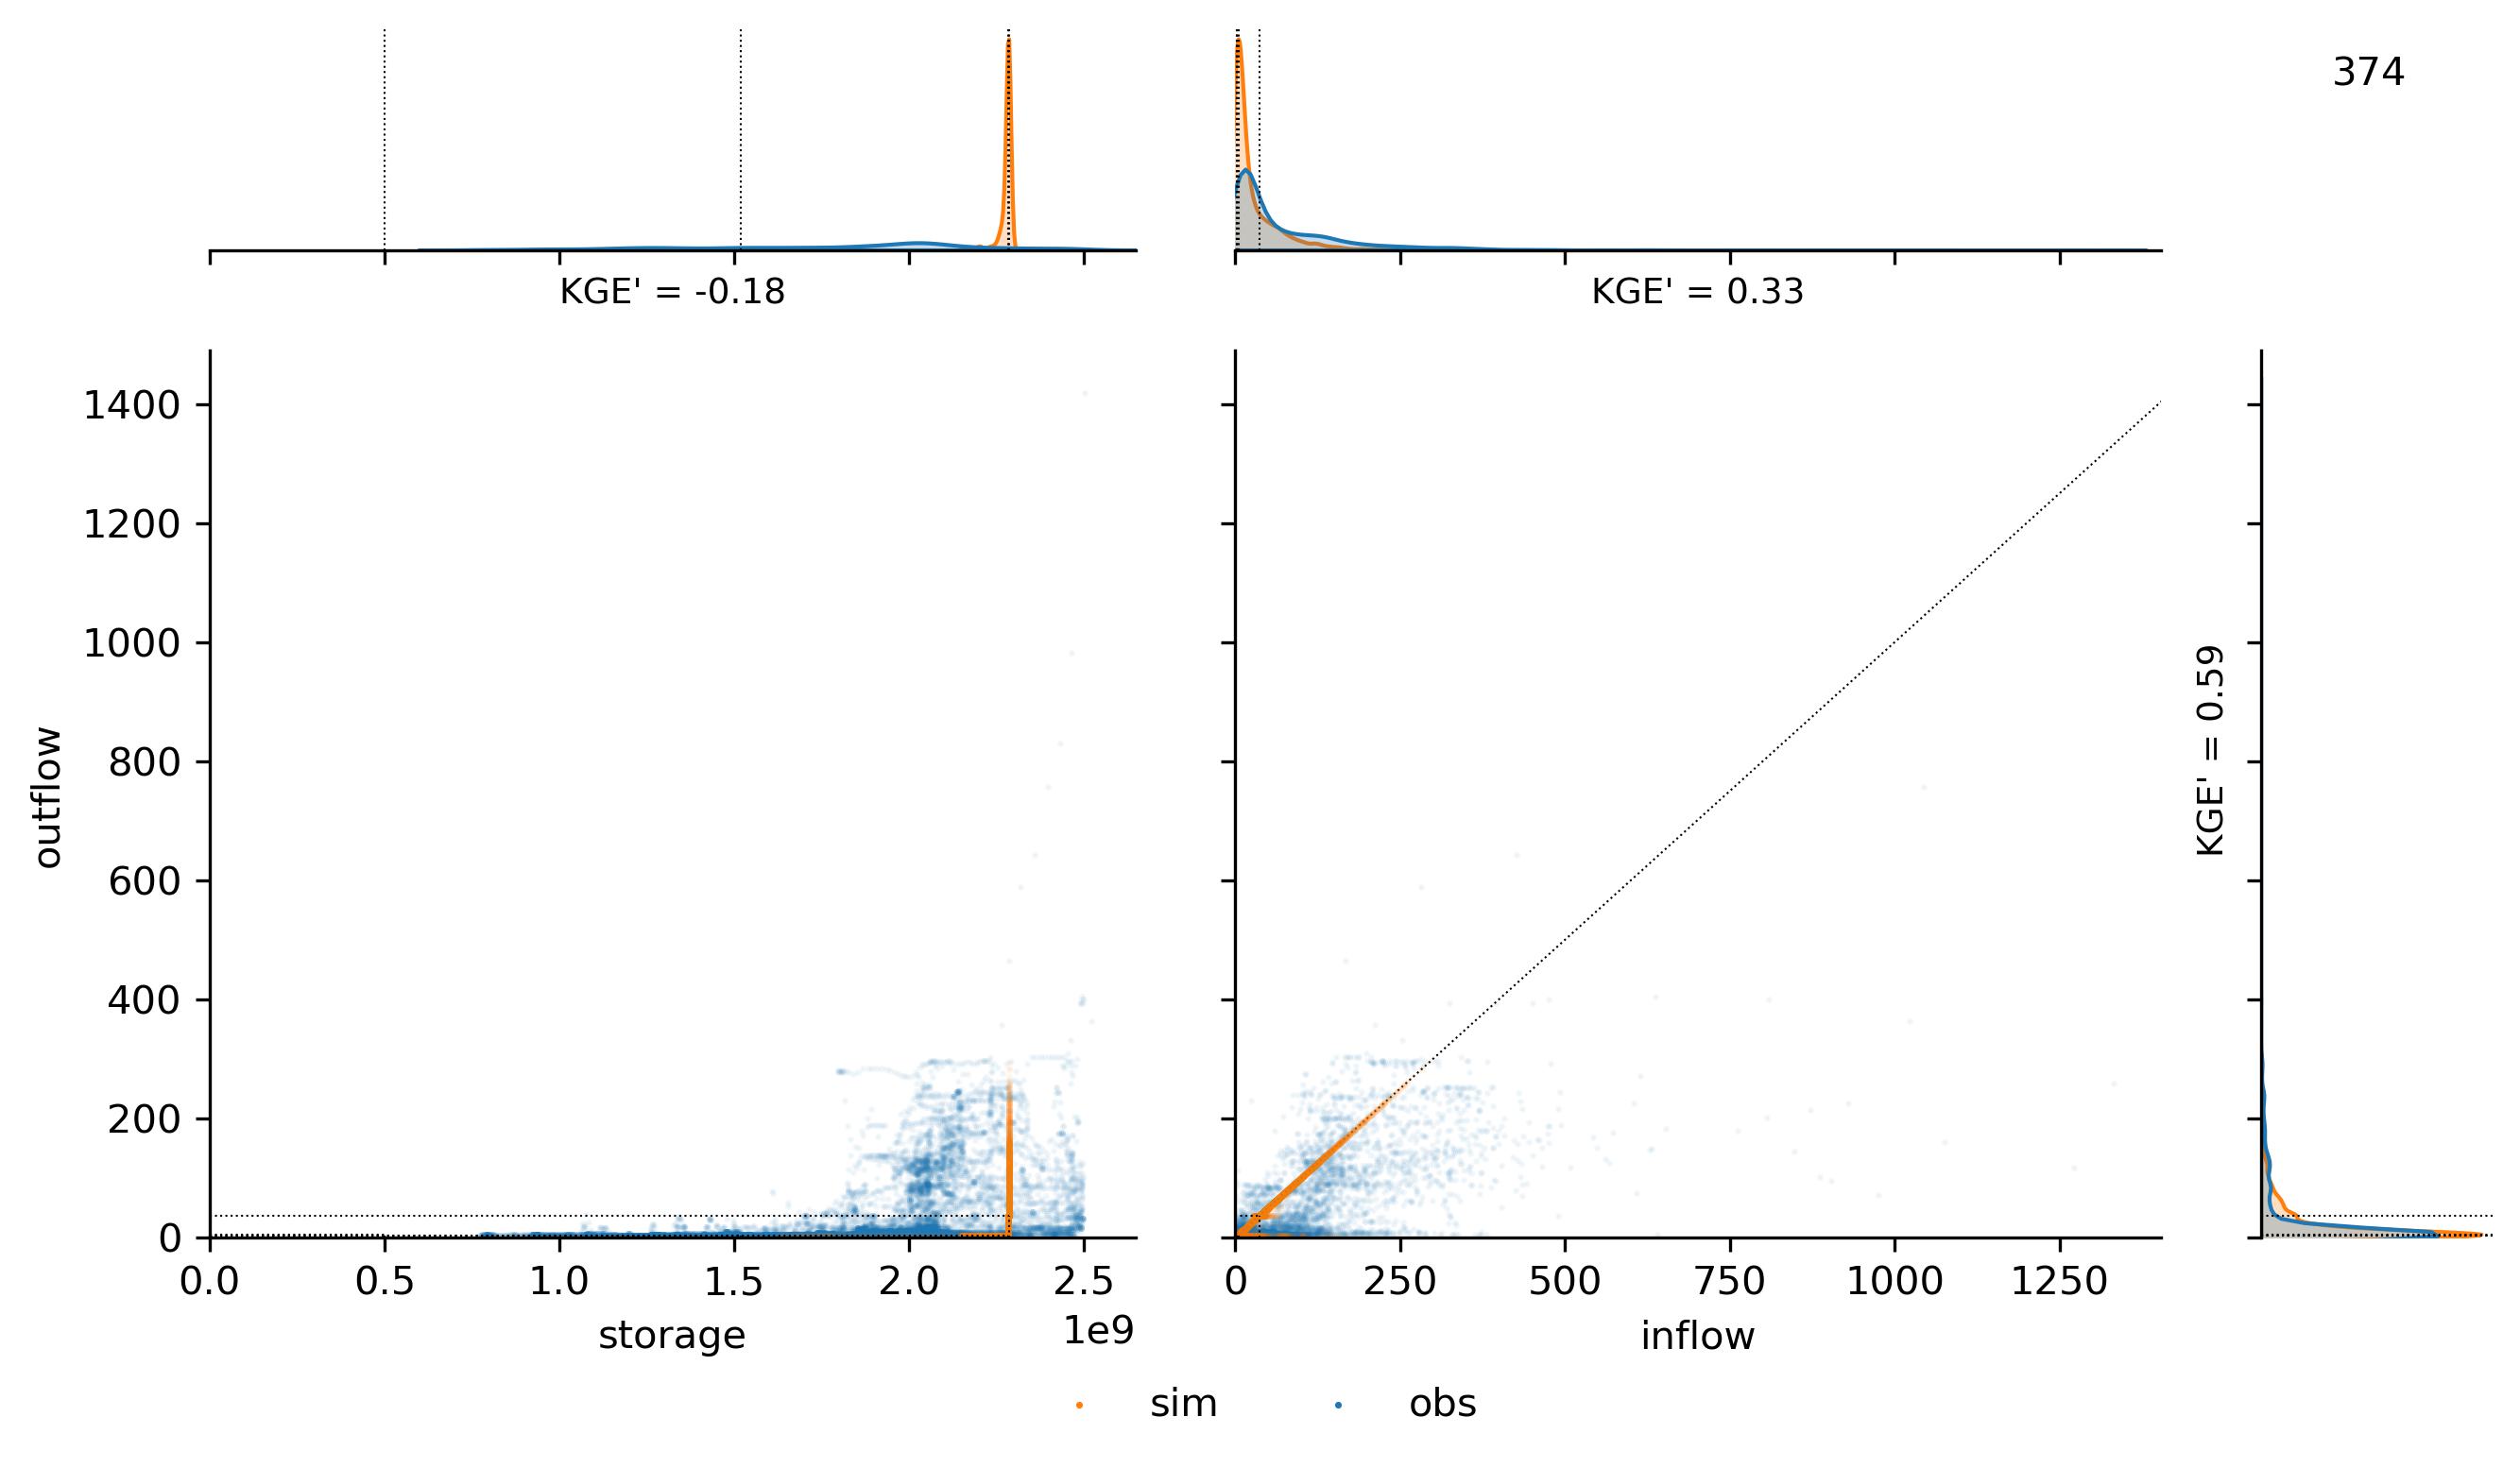 374
KGE' = -0.18
KGE' = 0.33
1400
1200
1000
800
600
400
200
0
outflow
KGE' = 0.59
0.0 0.5 1.0 1.5 2.0 2.5
1e9
storage
0 250 500 750 1000 1250
inflow
sim obs